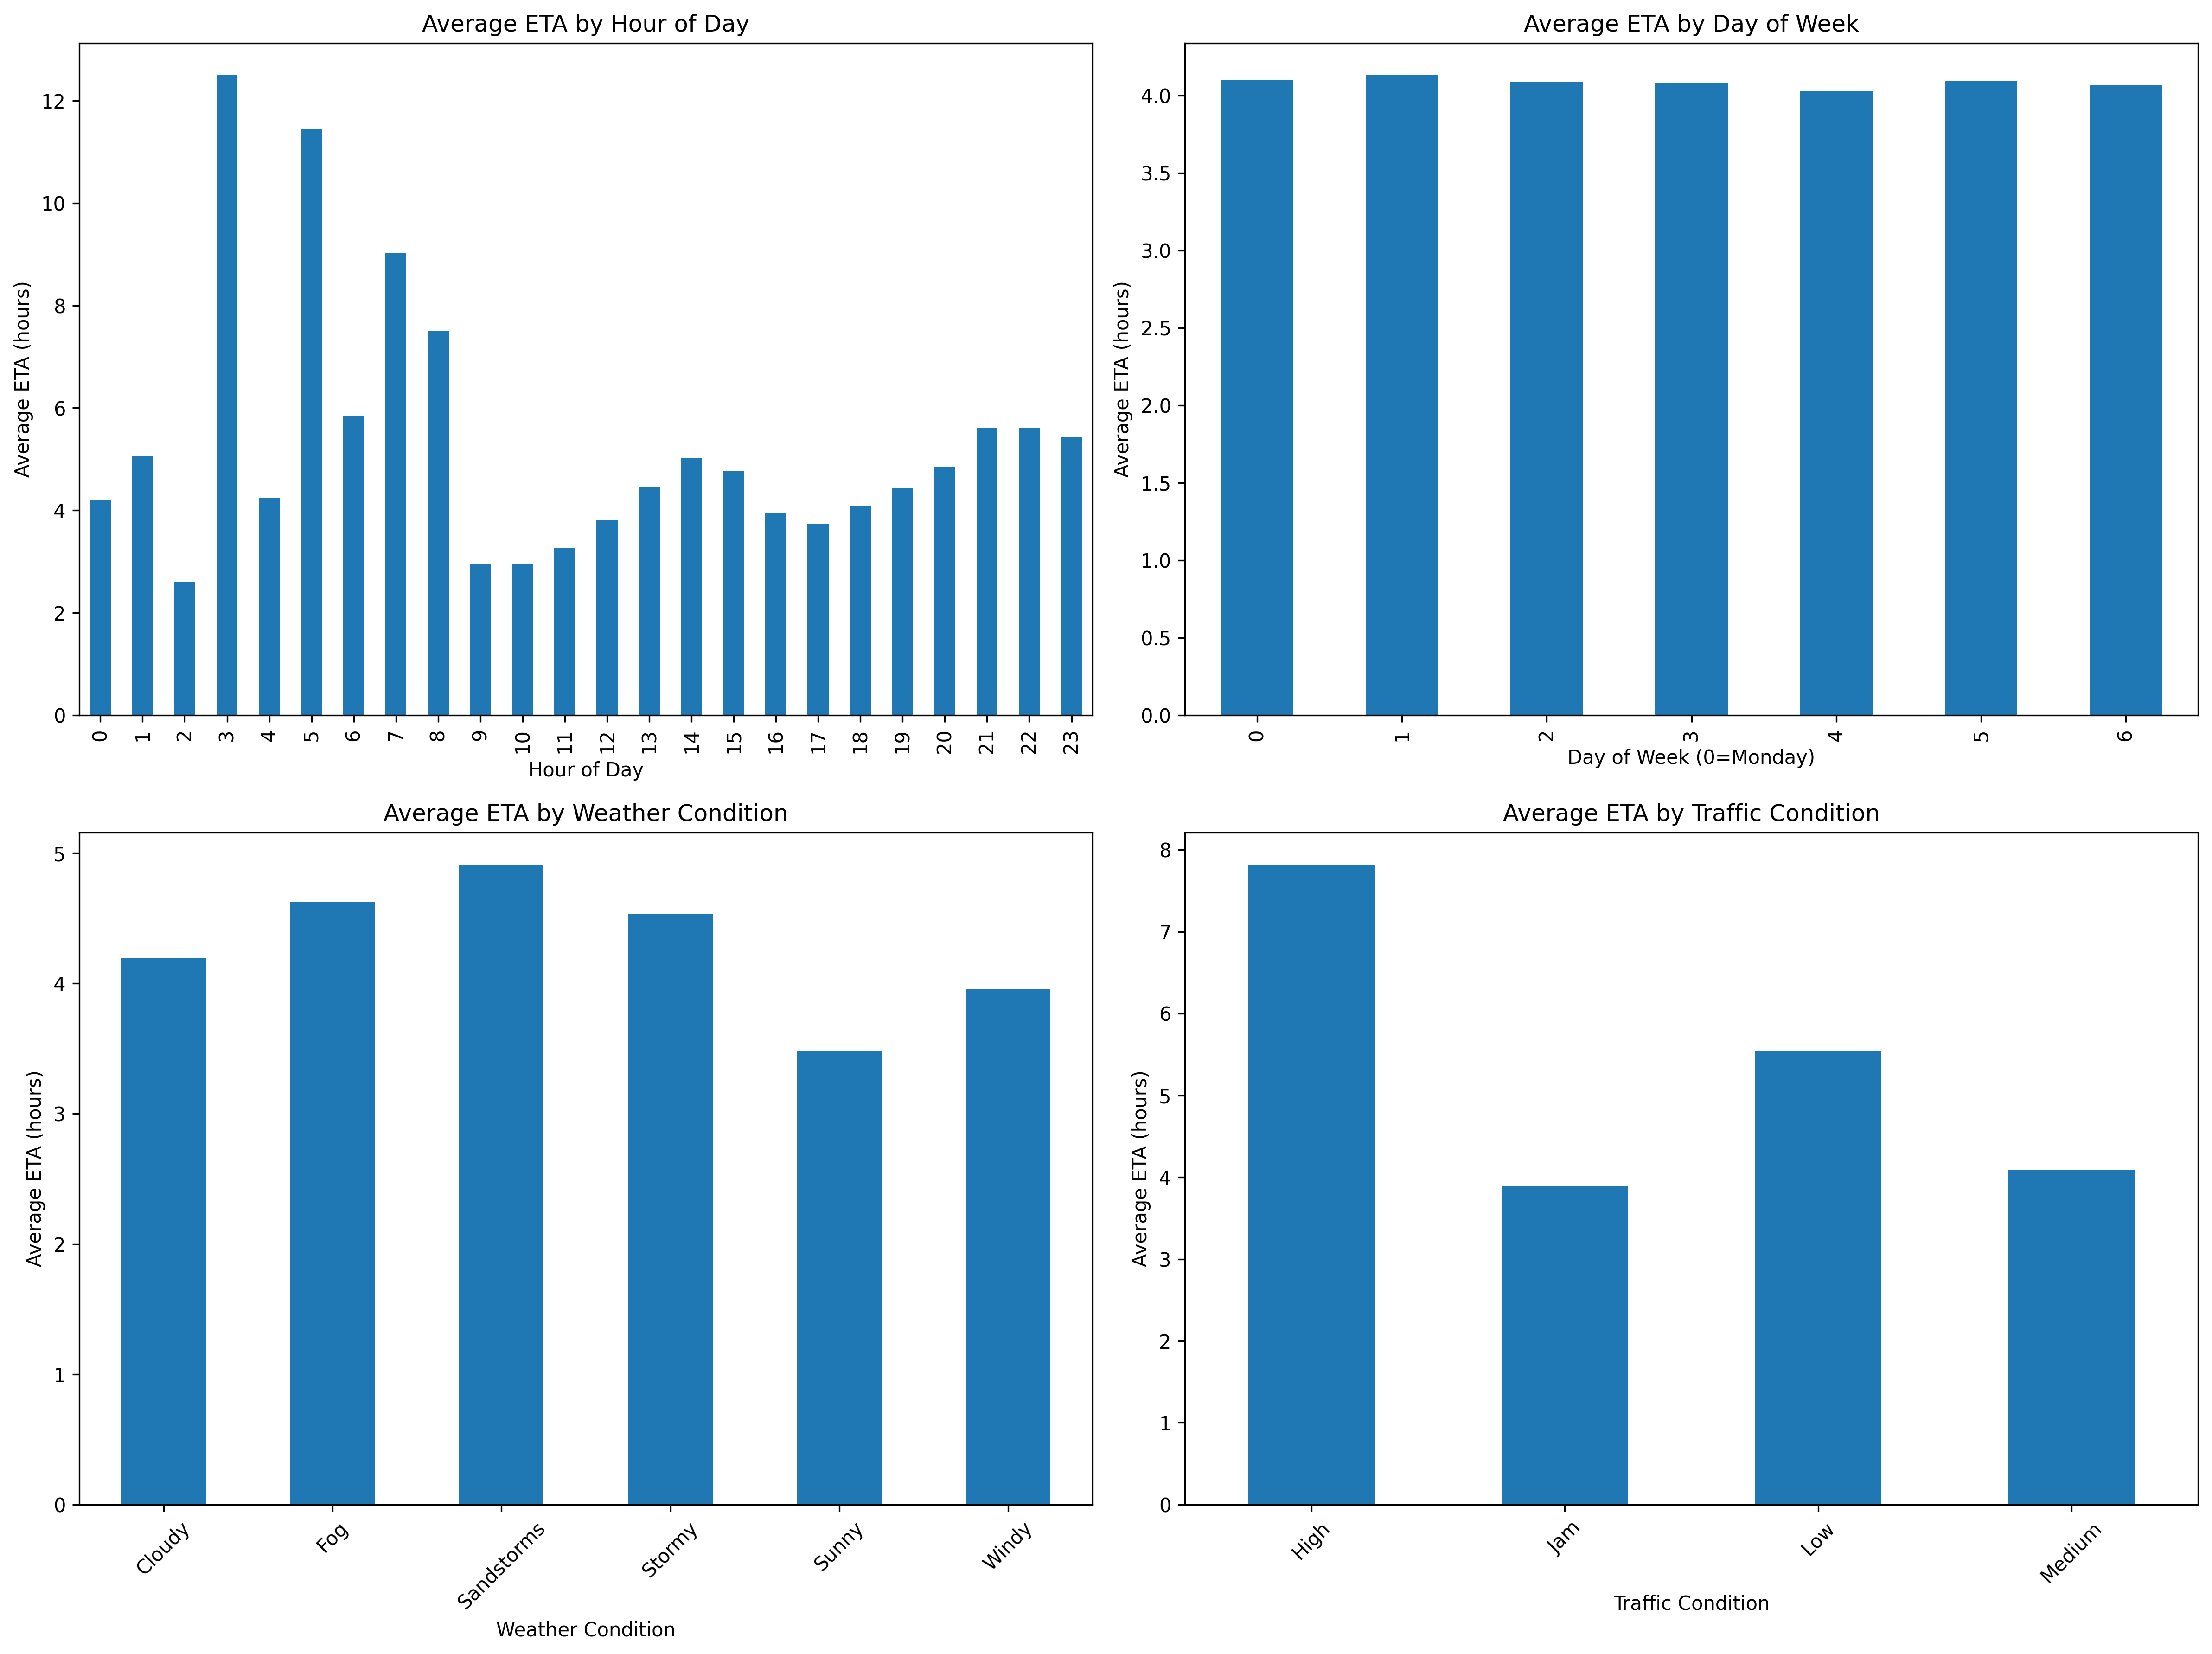 Average ETA by Hour of Day
Average ETA (hours)
12
10
8
6
4
2
0
0 1 2 3 4 5 6 7 8 9 10 11 12 13 14 15 16 17 18 19 20 21 22 23
Hour of Day
Average ETA by Day of Week
Average ETA (hours)
4.0
3.5
3.0
2.5
2.0
1.5
1.0
0.5
0.0
0 1 2 3 4 5 6
Day of Week (0=Monday)
Average ETA by Weather Condition
Average ETA (hours)
5
4
3
2
1
0
Cloudy Fog Sandstorms Stormy Sunny Windy
Weather Condition
Average ETA by Traffic Condition
Average ETA (hours)
8
7
6
5
4
3
2
1
0
High Jam Low Medium
Traffic Condition